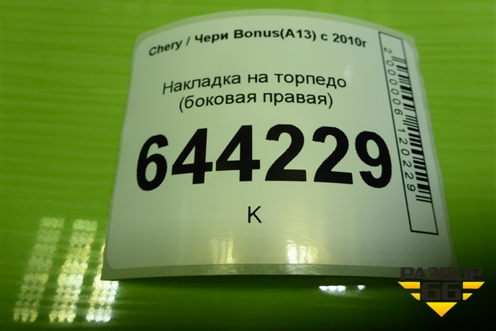 Chery / Чери Bonus(A13) с 2010г
Накладка на торпедо
(боковая правая)
644229
К
2000006120229
РАЗБОР
66